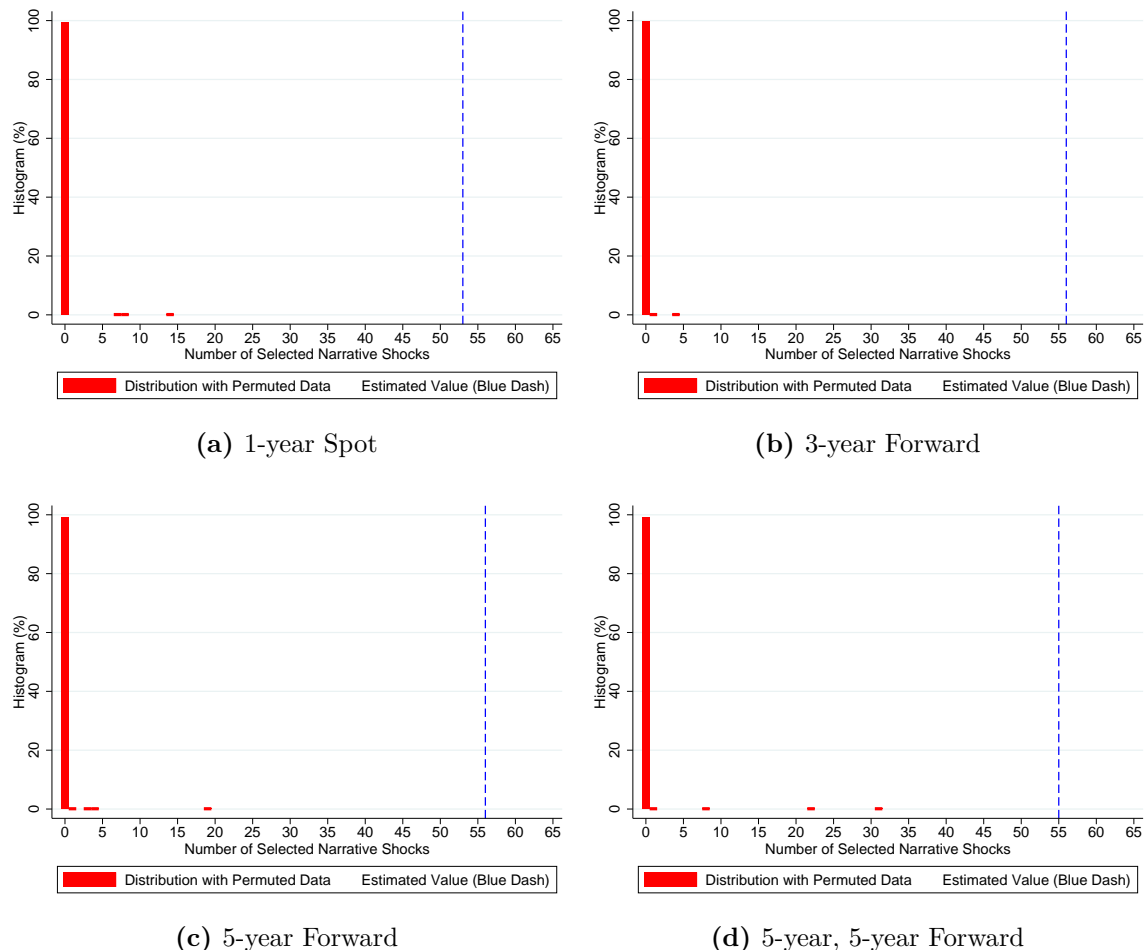 Histogram (%)
0 20 40 60 80 100
0 5 10 15 20 25 30 35 40 45 50 55 60 65
Number of Selected Narrative Shocks
Distribution with Permuted Data Estimated Value (Blue Dash)
(a) 1-year Spot
Histogram (%)
0 20 40 60 80 100
0 5 10 15 20 25 30 35 40 45 50 55 60 65
Number of Selected Narrative Shocks
Distribution with Permuted Data Estimated Value (Blue Dash)
(b) 3-year Forward
Histogram (%)
0 20 40 60 80 100
0 5 10 15 20 25 30 35 40 45 50 55 60 65
Number of Selected Narrative Shocks
Distribution with Permuted Data Estimated Value (Blue Dash)
(c) 5-year Forward
Histogram (%)
0 20 40 60 80 100
0 5 10 15 20 25 30 35 40 45 50 55 60 65
Number of Selected Narrative Shocks
Distribution with Permuted Data Estimated Value (Blue Dash)
(d) 5-year, 5-year Forward